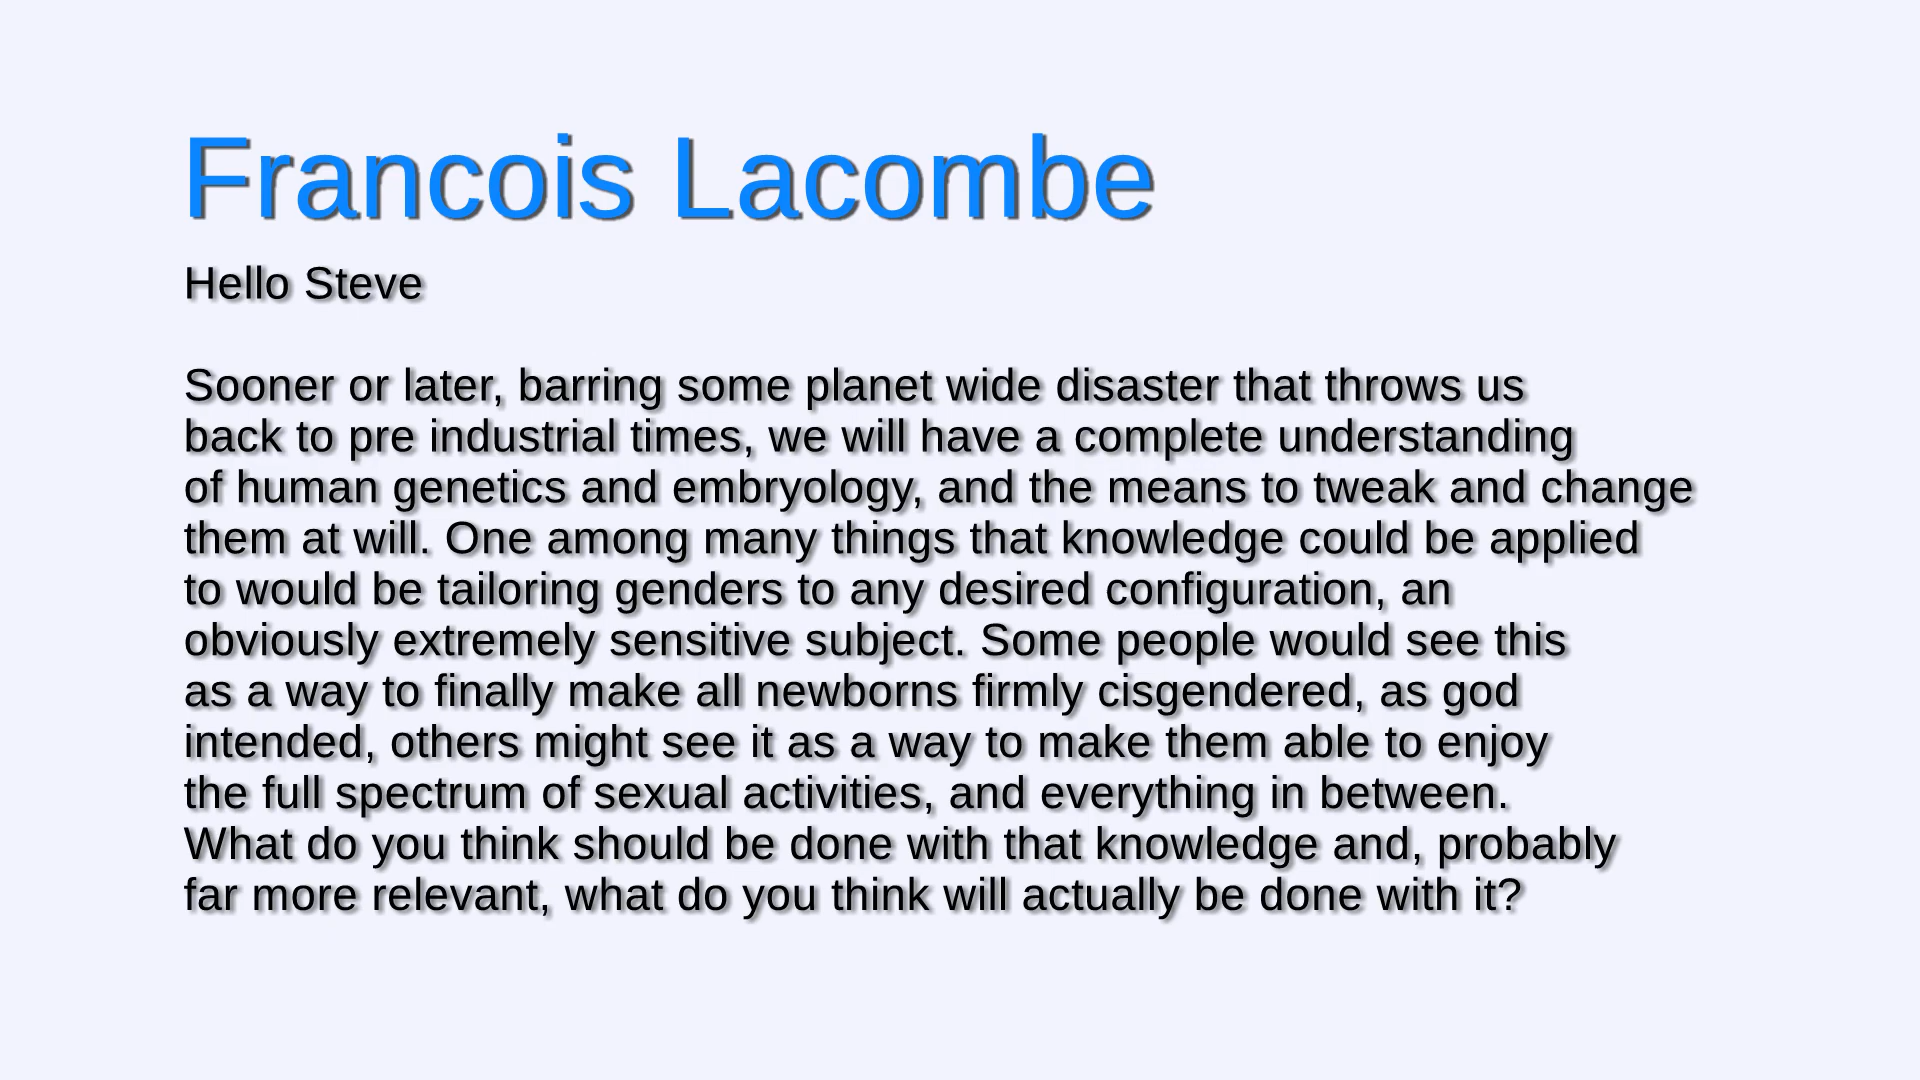 Francois Lacombe
Hello Steve
Sooner or later, barring some planet wide disaster that throws us
back to pre industrial times, we will have a complete understanding
of human genetics and embryology, and the means to tweak and change
them at will. One among many things that knowledge could be applied
to would be tailoring genders to any desired configuration, an
obviously extremely sensitive subject. Some people would see this
as a way to finally make all newborns firmly cisgendered, as god
intended, others might see it as a way to make them able to enjoy
the full spectrum of sexual activities, and everything in between.
What do you think should be done with that knowledge and, probably
far more relevant, what do you think will actually be done with it?